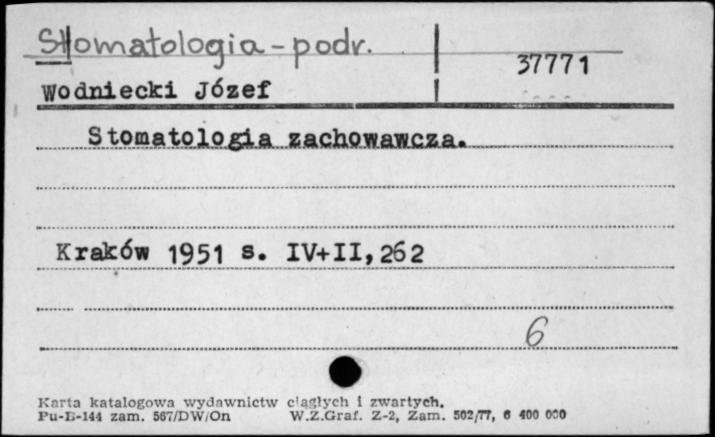 Stomatologia - podr.
37771
Wodniecki Józef
Stomatologia zachowawcza.
Kraków 1951 s. IV+II,262
6
Karta katalogowa wydawnictw ciągłych i zwartych.
Pu-B-144 zam. 567/DW/On W.Z.Graf. Z-2, Zam. 502/77, 6 400 000